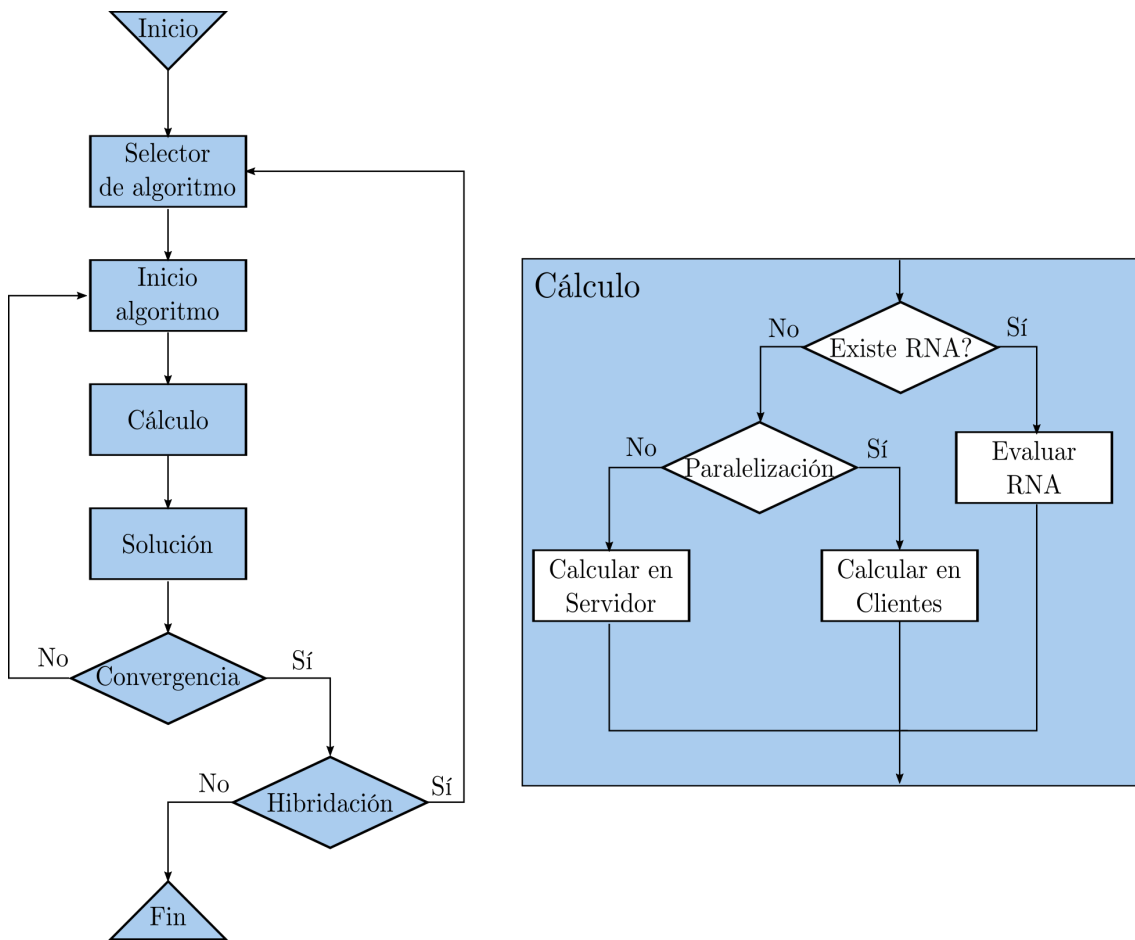 Inicio
Selector
de algoritmo
Inicio
algoritmo
Cálculo
Solución
No
Convergencia
Sí
No
Hibridación
Sí
Fin
Cálculo
No
Existe RNA?
Sí
No
Paralelización
Sí
Evaluar
RNA
Calcular en
Servidor
Calcular en
Clientes